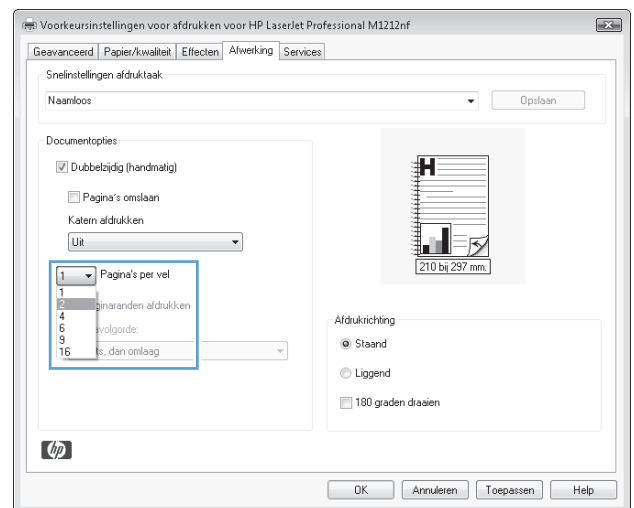 Voorkeursinstellingen voor afdrukken voor HP LaserJet Professional M1212nf
Geavanceerd Papier/kwaliteit Effecten Afwerking Services
Snelinstellingen afdruktaak
Naamloos Opslaan
Documentopties
Dubbelzijdig (handmatig)
Pagina's omslaan
Katern afdrukken
Uit
1 Pagina's per vel
1
2 ginaranden afdrukken
4
6 volgorde:
9
16 ts, dan omlaag
H
210 bij 297 mm.
Afdrukrichting
Staand
Liggend
180 graden draaien
hp
OK Annuleren Toepassen Help